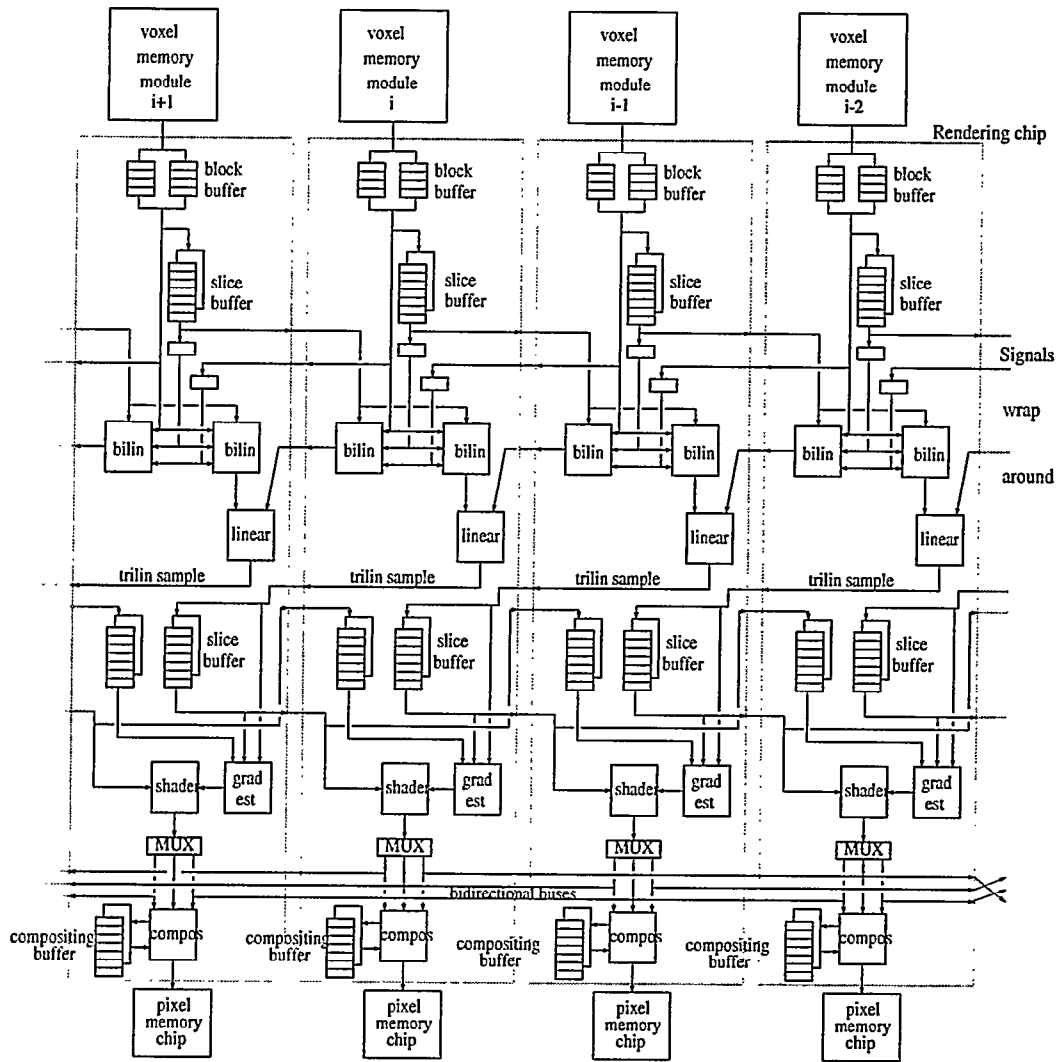 voxel
memory
module
i+1
voxel
memory
module
i
voxel
memory
module
i-1
voxel
memory
module
i-2
Rendering chip
block
buffer
block
buffer
block
buffer
block
buffer
slice
buffer
slice
buffer
slice
buffer
slice
buffer
Signals
wrap
around
bilin
bilin
bilin
bilin
bilin
bilin
bilin
bilin
linear
linear
linear
linear
trilin sample
trilin sample
trilin sample
trilin sample
slice
buffer
slice
buffer
slice
buffer
slice
buffer
shader
grad
est
shader
grad
est
shader
grad
est
shader
grad
est
MUX
MUX
MUX
MUX
bidirectional buses
compositing
buffer
compos
compositing
buffer
compos
compositing
buffer
compos
compositing
buffer
compos
pixel
memory
chip
pixel
memory
chip
pixel
memory
chip
pixel
memory
chip